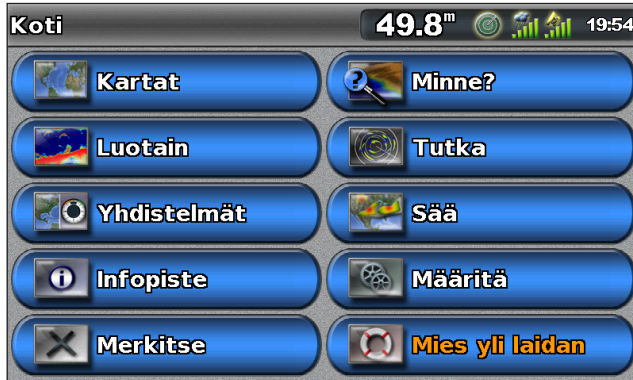 Koti 49.8m 19:54
Kartat Minne?
Luotain Tutka
Yhdistelmät Sää
Infopiste Määritä
Merkitse Mies yli laidan